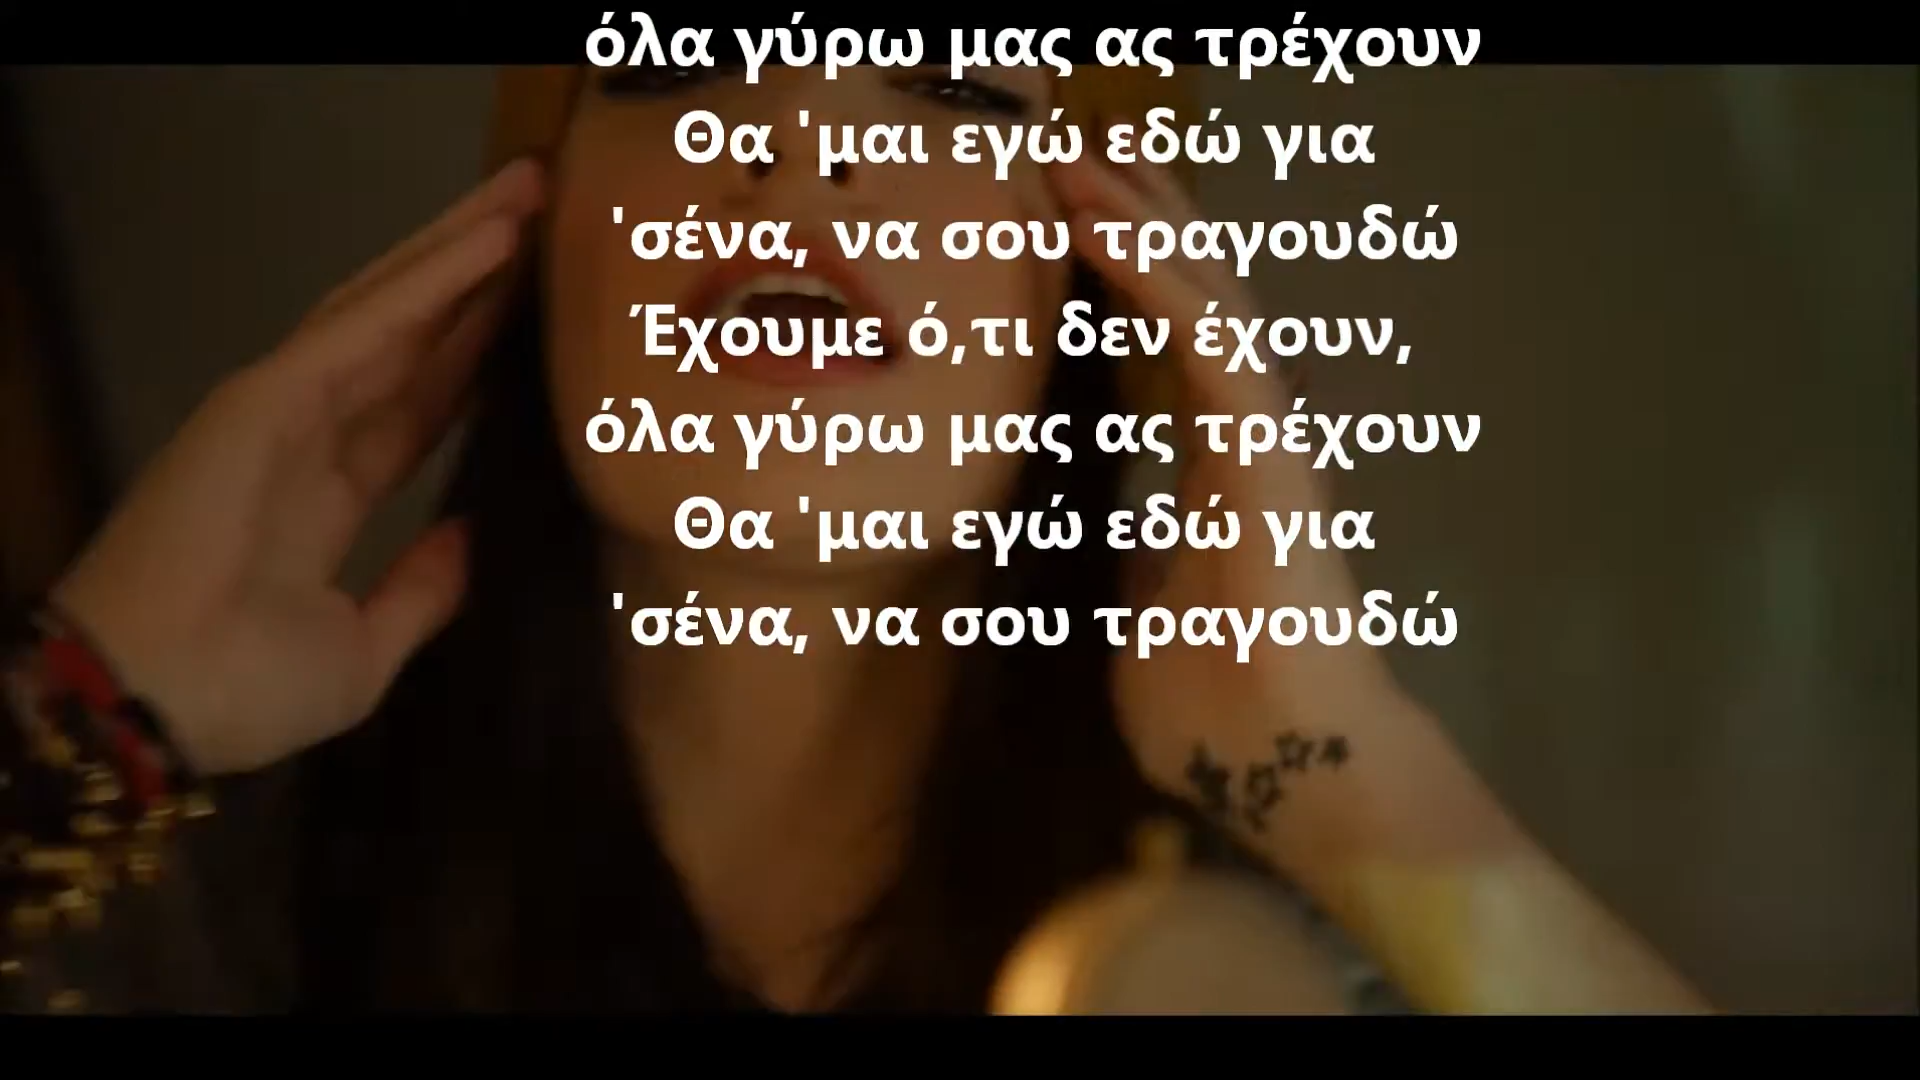 όλα γύρω μας ας τρέχουν
Θα 'μαι εγώ εδώ για
'σένα, να σου τραγουδώ
Έχουμε ό,τι δεν έχουν,
όλα γύρω μας ας τρέχουν
Θα 'μαι εγώ εδώ για
'σένα, να σου τραγουδώ